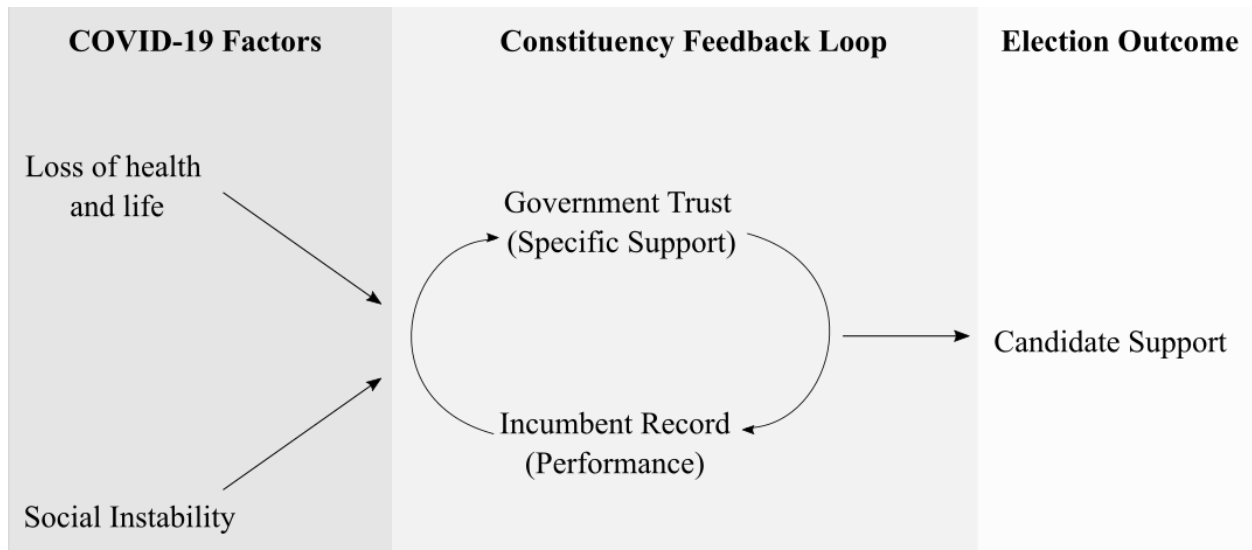 COVID-19 Factors
Constituency Feedback Loop
Election Outcome
Loss of health
and life
Social Instability
Government Trust
(Specific Support)
Incumbent Record
(Performance)
Candidate Support